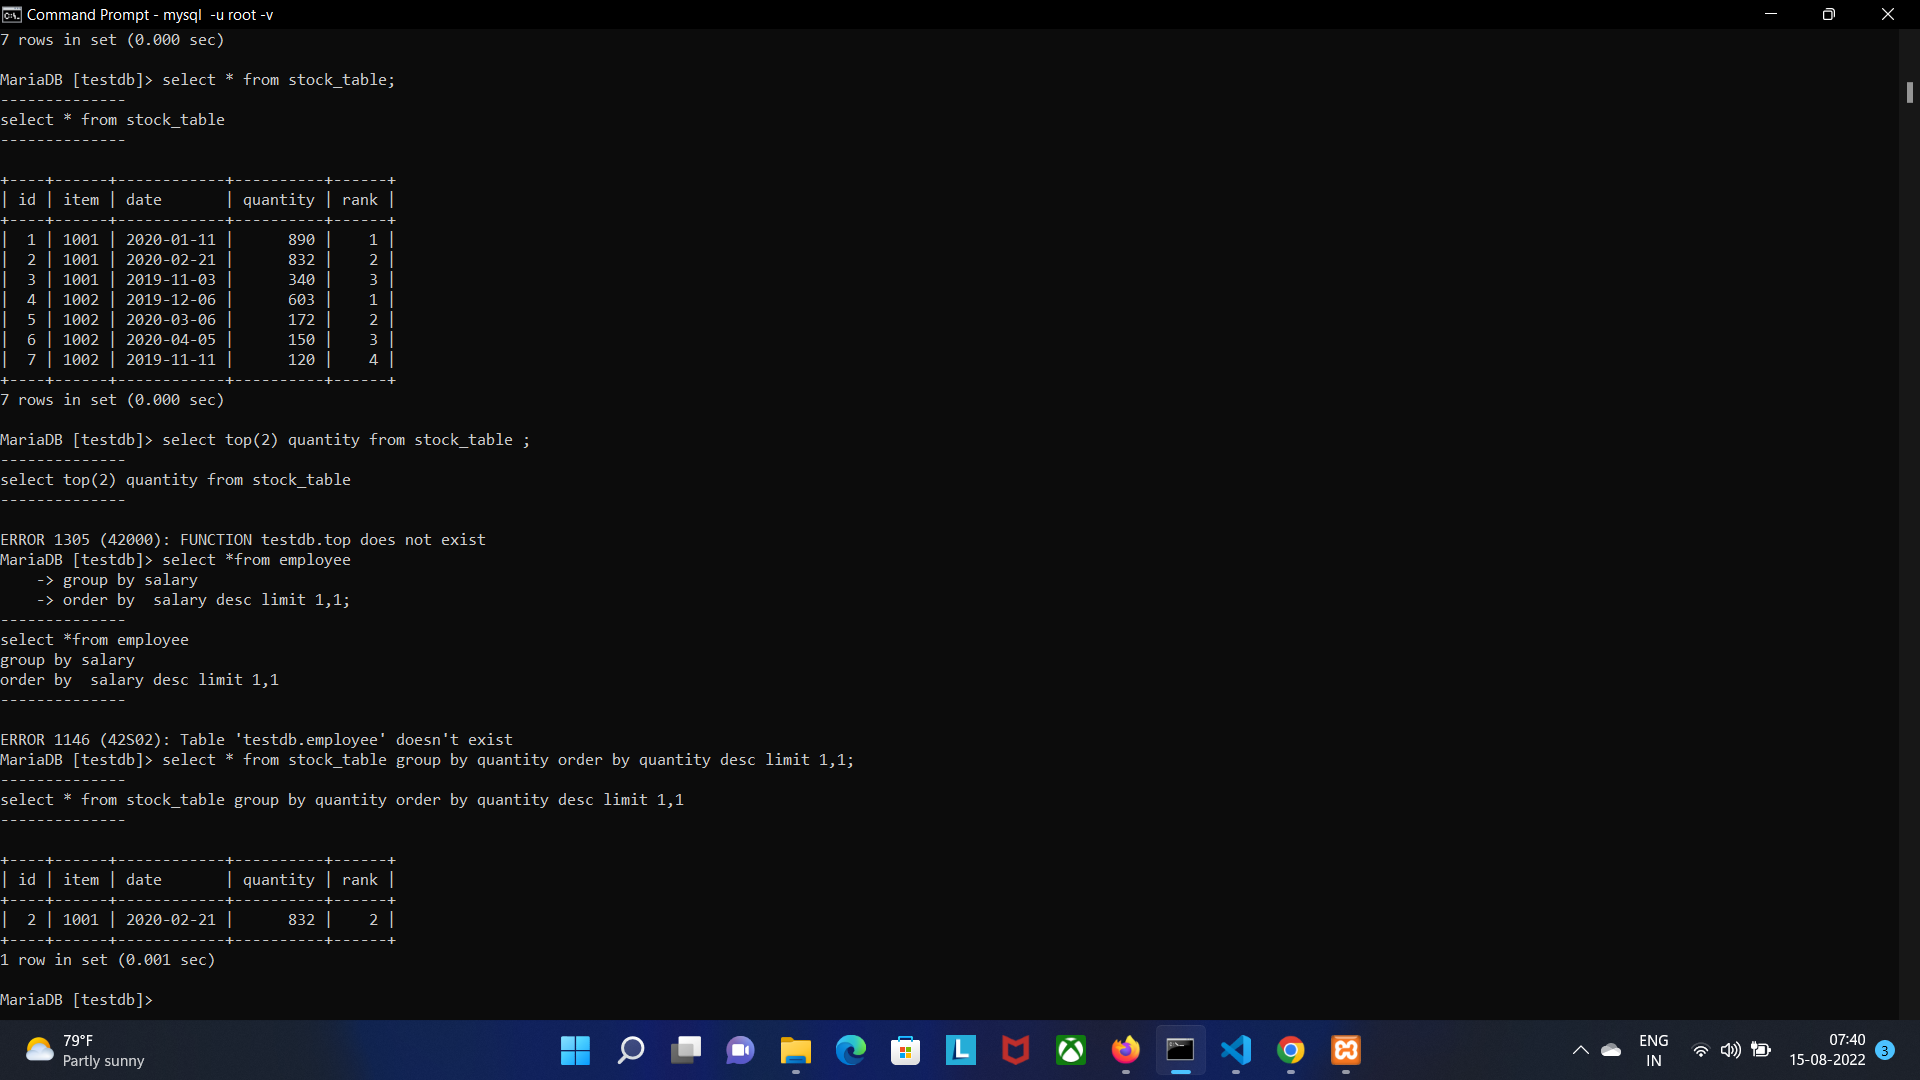 Command Prompt - mysql  -u root -v
7 rows in set (0.000 sec)
MariaDB [testdb]> select * from stock_table;
--------------
select * from stock_table
--------------
+----+------+------------+----------+------+
| id | item | date       | quantity | rank |
+----+------+------------+----------+------+
|  1 | 1001 | 2020-01-11 |      890 |    1 |
|  2 | 1001 | 2020-02-21 |      832 |    2 |
|  3 | 1001 | 2019-11-03 |      340 |    3 |
|  4 | 1002 | 2019-12-06 |      603 |    1 |
|  5 | 1002 | 2020-03-06 |      172 |    2 |
|  6 | 1002 | 2020-04-05 |      150 |    3 |
|  7 | 1002 | 2019-11-11 |      120 |    4 |
+----+------+------------+----------+------+
7 rows in set (0.000 sec)
MariaDB [testdb]> select top(2) quantity from stock_table ;
--------------
select top(2) quantity from stock_table
--------------
ERROR 1305 (42000): FUNCTION testdb.top does not exist
MariaDB [testdb]> select *from employee
    -> group by salary
    -> order by  salary desc limit 1,1;
--------------
select *from employee
group by salary
order by  salary desc limit 1,1
--------------
ERROR 1146 (42S02): Table 'testdb.employee' doesn't exist
MariaDB [testdb]> select * from stock_table group by quantity order by quantity desc limit 1,1;
--------------
select * from stock_table group by quantity order by quantity desc limit 1,1
--------------
+----+------+------------+----------+------+
| id | item | date       | quantity | rank |
+----+------+------------+----------+------+
|  2 | 1001 | 2020-02-21 |      832 |    2 |
+----+------+------------+----------+------+
1 row in set (0.001 sec)
MariaDB [testdb]>
79°F
Partly sunny
ENG
IN
07:40
15-08-2022
3